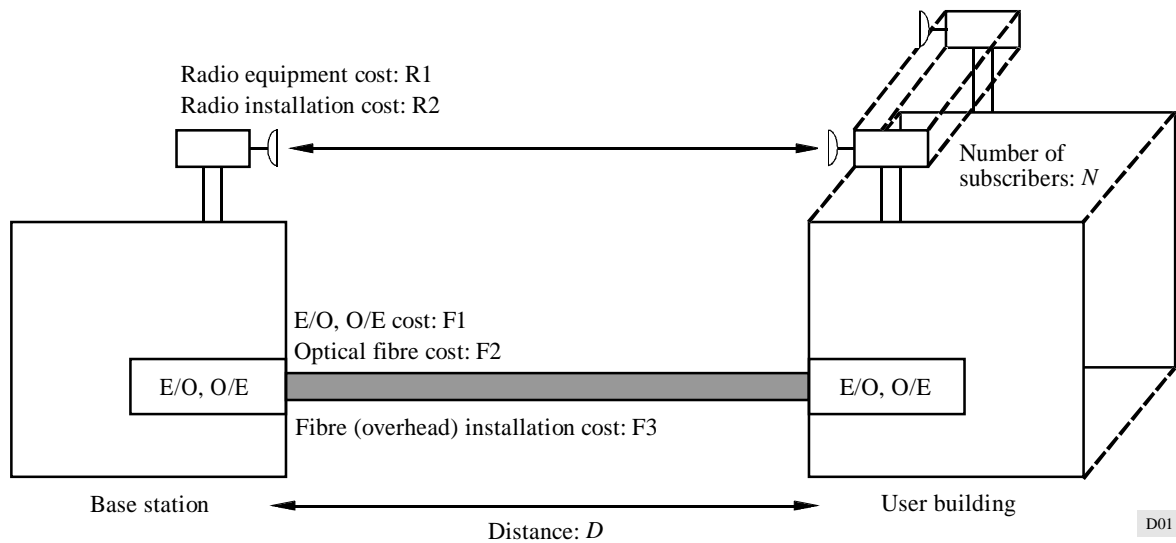 Radio equipment cost: R1
Radio installation cost: R2
Number of
subscribers: N
E/O, O/E cost: F1
Optical fibre cost: F2
E/O, O/E
E/O, O/E
Fibre (overhead) installation cost: F3
Base station
User building
Distance: D
D01